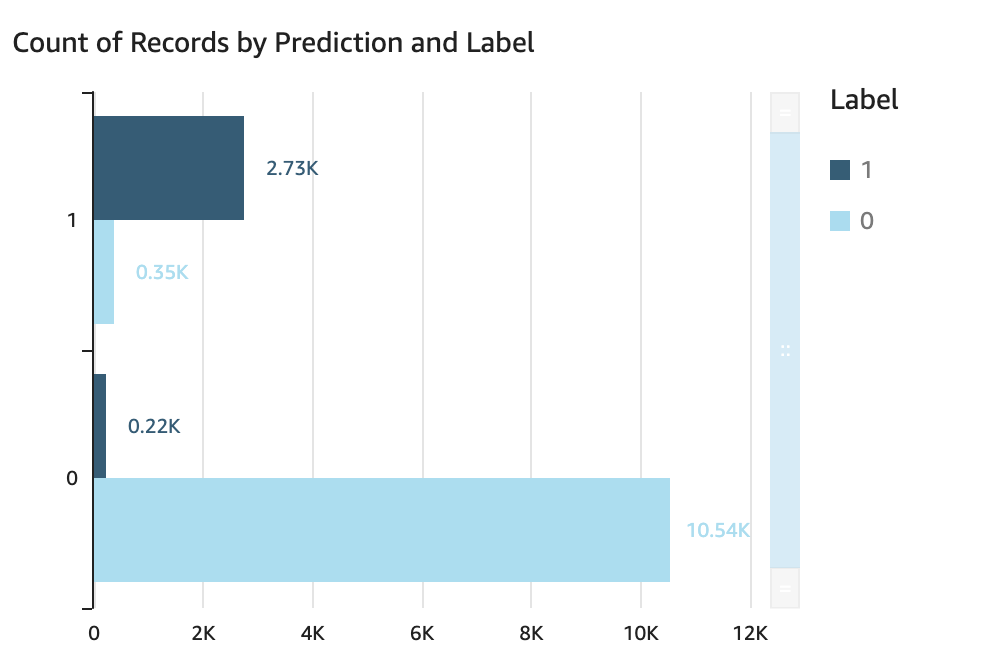 Count of Records by Prediction and Label
Label
1
0
2.73K
1
0.35K
0.22K
0
10.54K
0 2K 4K 6K 8K 10K 12K